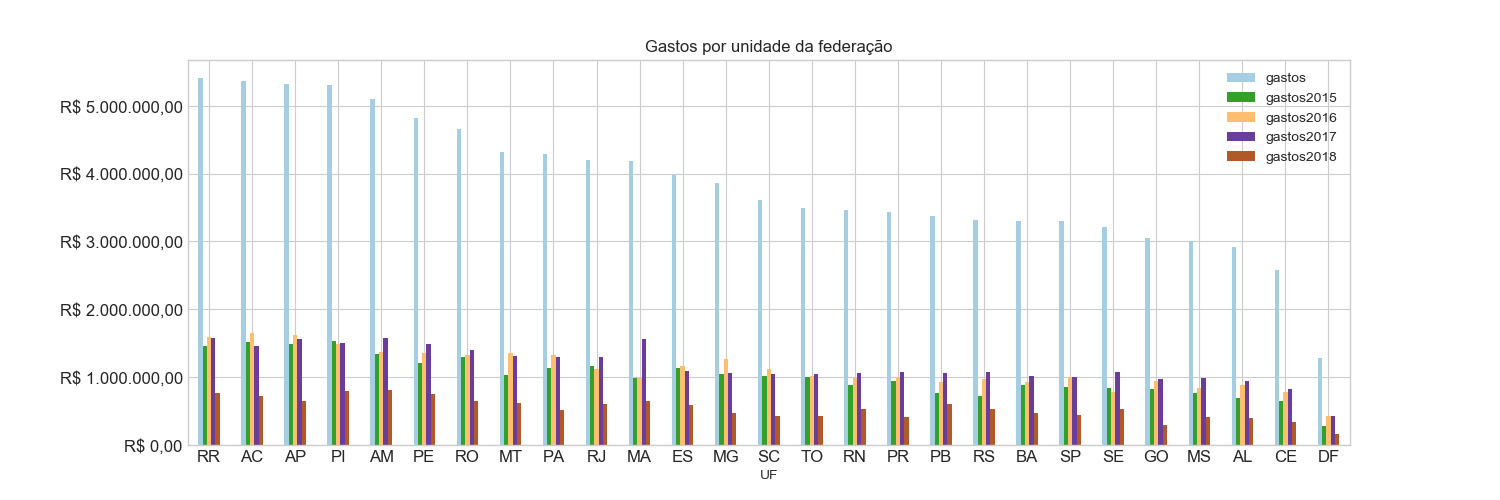 Gastos por unidade da federação
gastos
gastos2015
gastos2016
gastos2017
gastos2018
R$ 5.000.000,00
R$ 4.000.000,00
R$ 3.000.000,00
R$ 2.000.000,00
R$ 1.000.000,00
R$ 0,00
RR AC AP PI AM PE RO MT PA RJ MA ES MG SC TO RN PR PB RS BA SP SE GO MS AL CE DF
UF